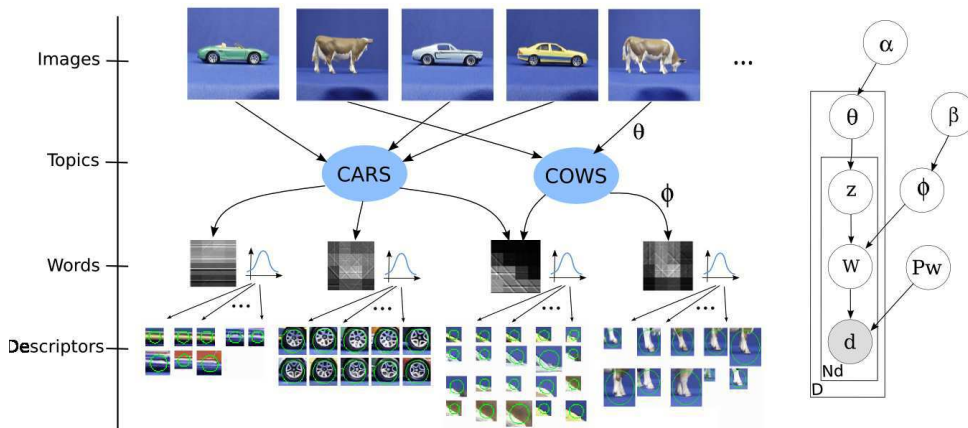 Images
...
θ
Topics
CARS
COWS
ϕ
Words
...
...
...
...
Descriptors
α
θ
β
z
ϕ
w
Pw
d
Nd
D